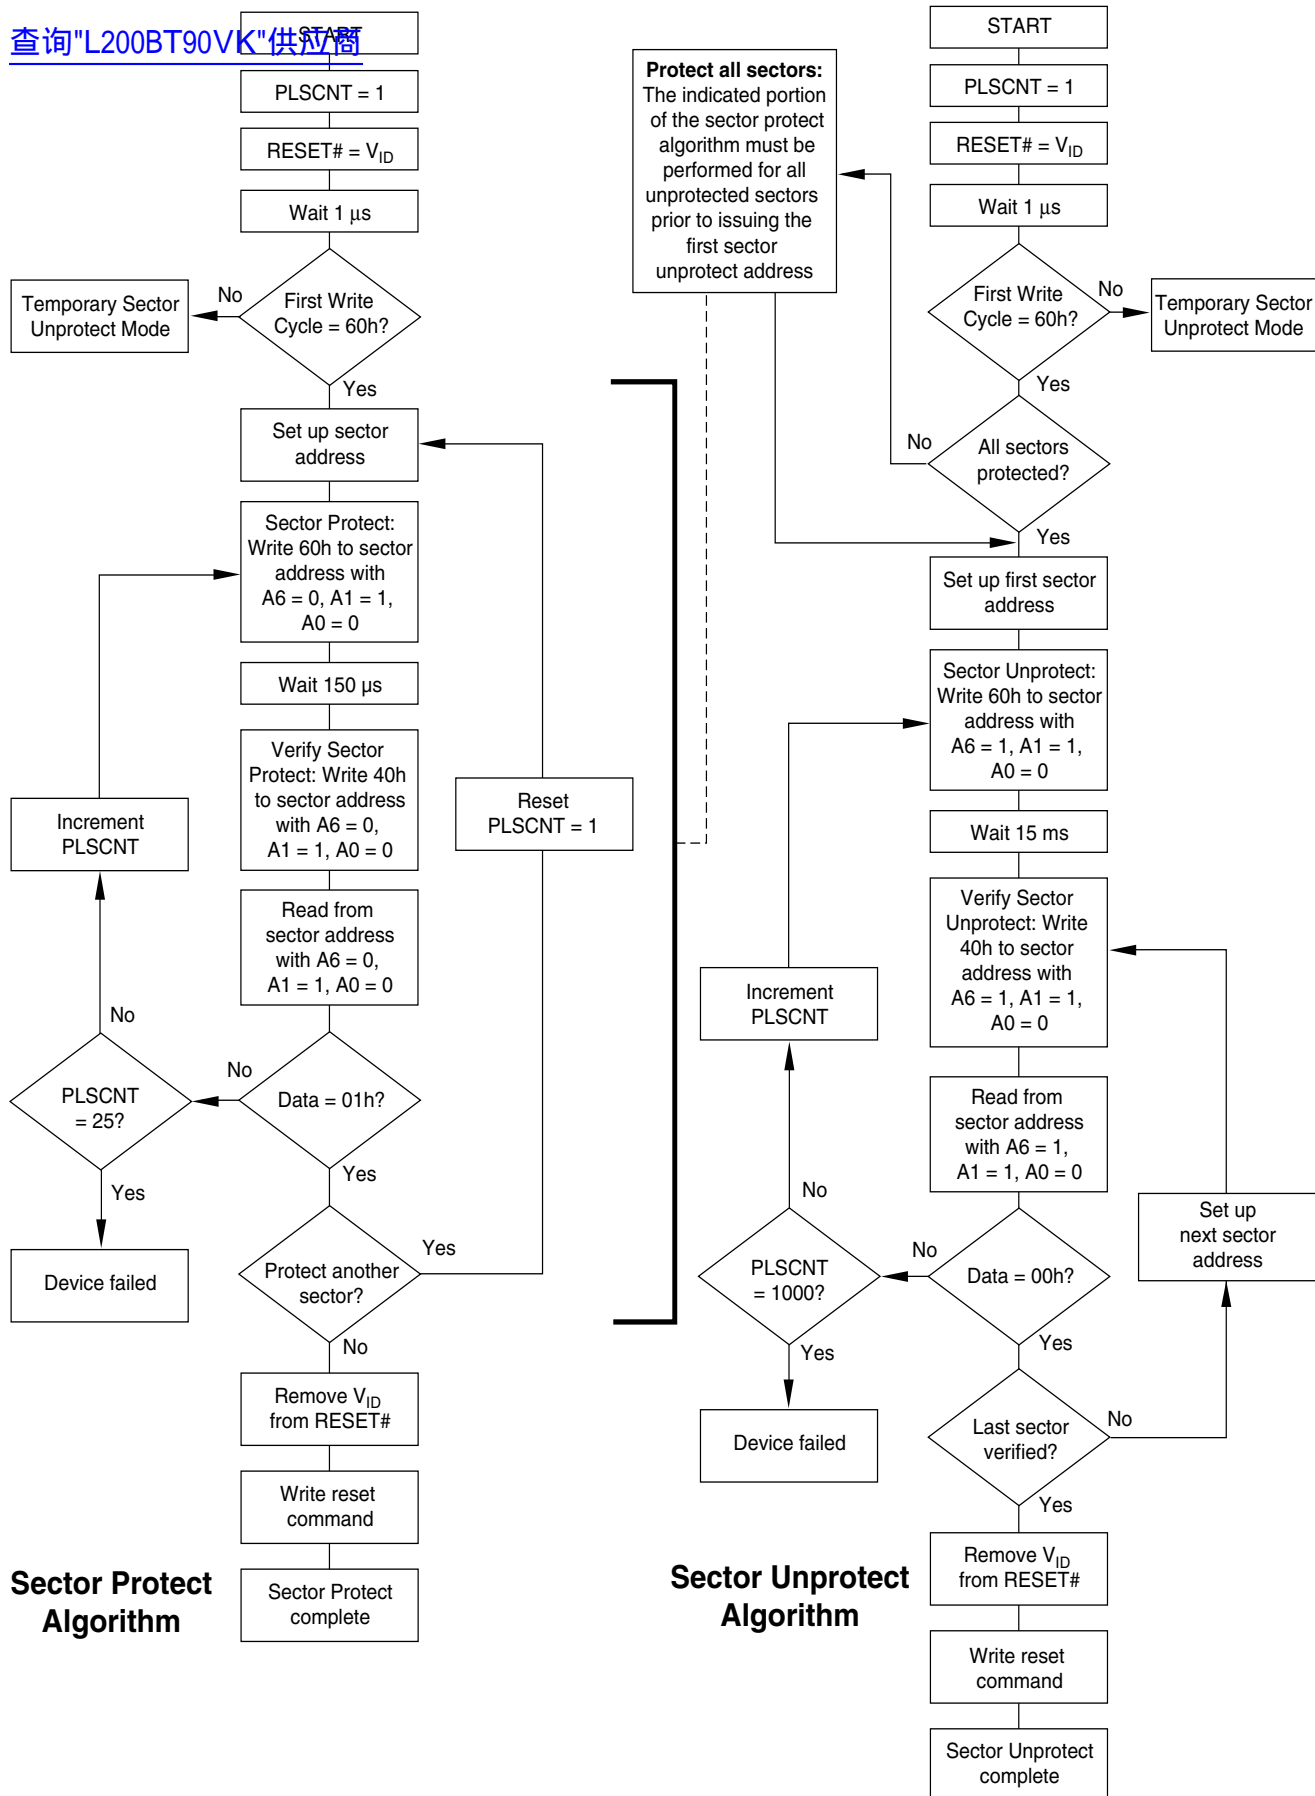 查询"L200BT90VK"供应商
START
PLSCNT = 1
RESET# = VID
Wait 1 μs
First Write
Cycle = 60h?
No
Temporary Sector
Unprotect Mode
Yes
Set up sector
address
Sector Protect:
Write 60h to sector
address with
A6 = 0, A1 = 1,
A0 = 0
Wait 150 µs
Verify Sector
Protect: Write 40h
to sector address
with A6 = 0,
A1 = 1, A0 = 0
Reset
PLSCNT = 1
Increment
PLSCNT
Read from
sector address
with A6 = 0,
A1 = 1, A0 = 0
No
PLSCNT
= 25?
No
Data = 01h?
Yes
Yes
Device failed
Protect another
sector?
Yes
No
Remove VID
from RESET#
Write reset
command
Sector Protect
complete
Sector Protect
Algorithm
Protect all sectors:
The indicated portion
of the sector protect
algorithm must be
performed for all
unprotected sectors
prior to issuing the
first sector
unprotect address
START
PLSCNT = 1
RESET# = VID
Wait 1 μs
First Write
Cycle = 60h?
No
Temporary Sector
Unprotect Mode
Yes
No
All sectors
protected?
Yes
Set up first sector
address
Sector Unprotect:
Write 60h to sector
address with
A6 = 1, A1 = 1,
A0 = 0
Wait 15 ms
Verify Sector
Unprotect: Write
40h to sector
address with
A6 = 1, A1 = 1,
A0 = 0
Increment
PLSCNT
Read from
sector address
with A6 = 1,
A1 = 1, A0 = 0
No
PLSCNT
= 1000?
No
Data = 00h?
Set up
next sector
address
Yes
Yes
Device failed
Last sector
verified?
No
Yes
Remove VID
from RESET#
Write reset
command
Sector Unprotect
complete
Sector Unprotect
Algorithm